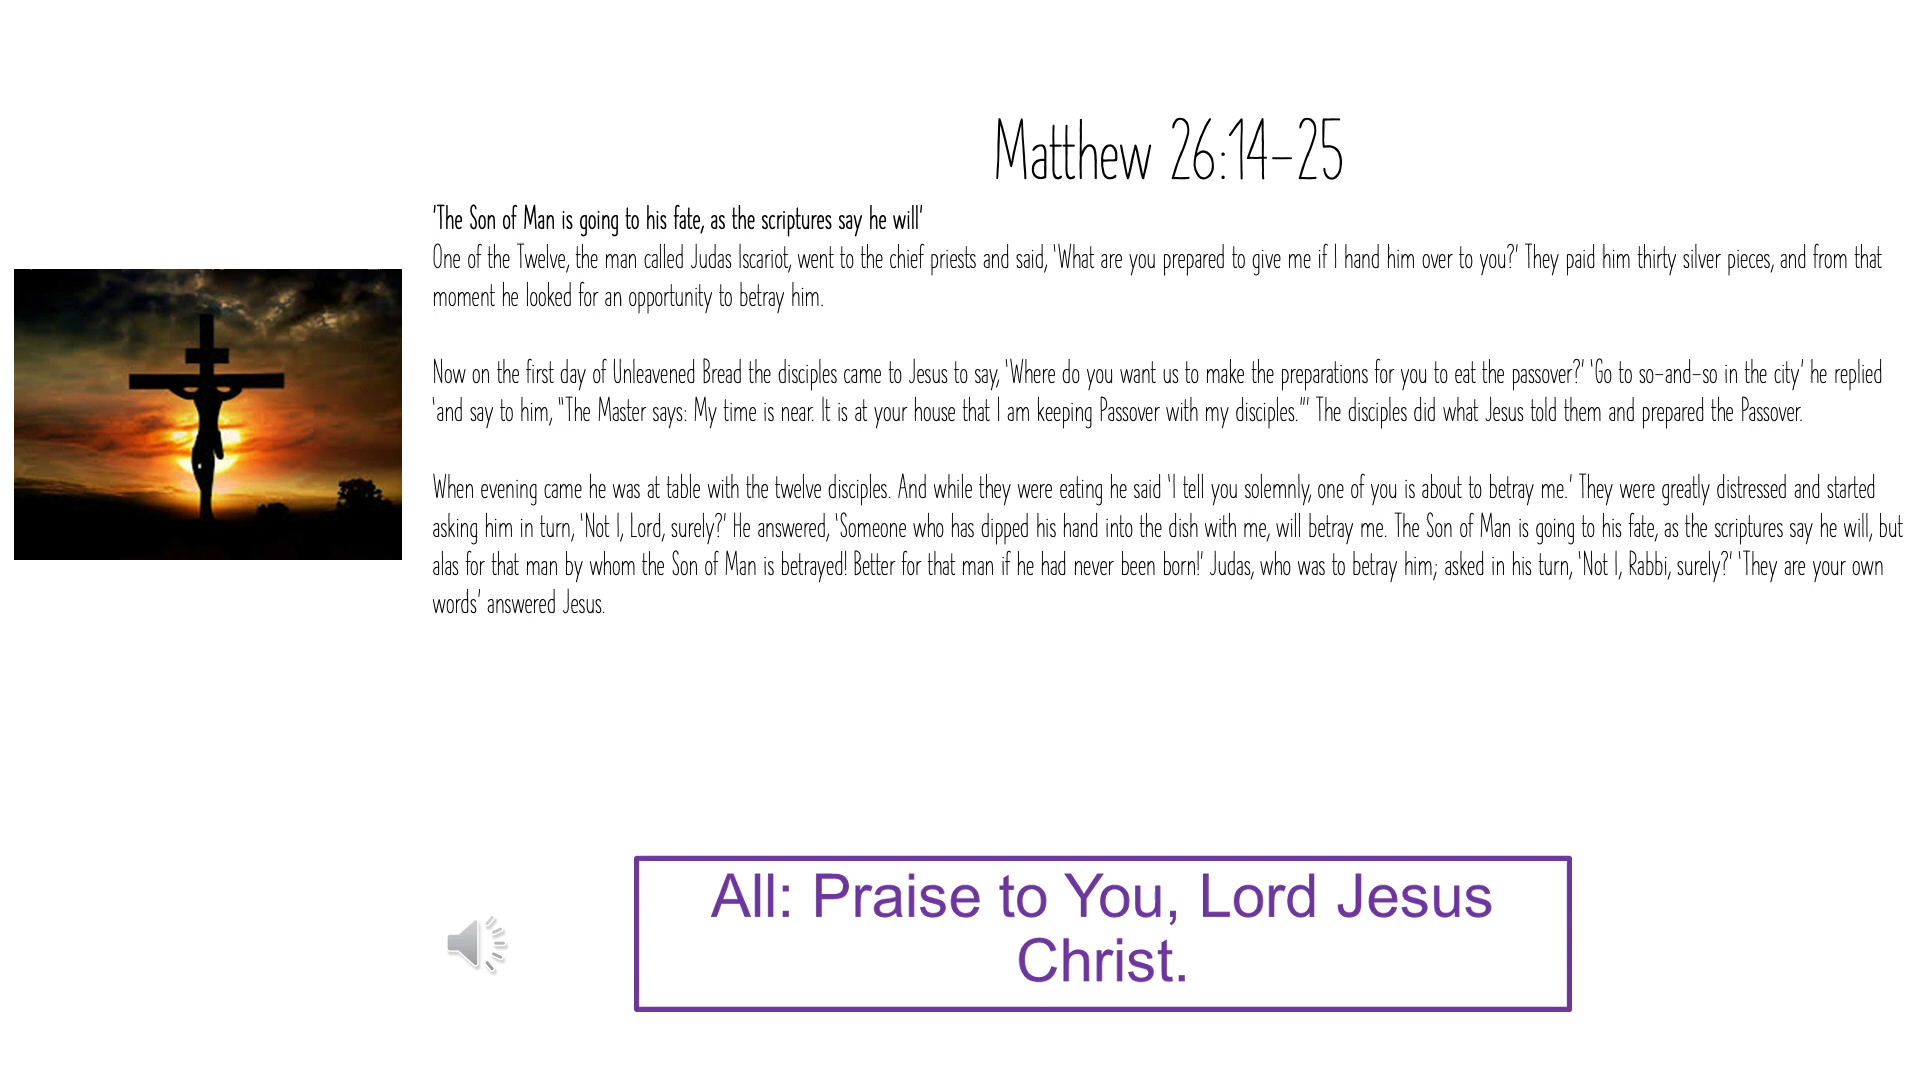 Matthew 26:14-25
'The Son of Man is going to his fate, as the scriptures say he will'
One of the Twelve, the man called Judas Iscariot, went to the chief priests and said, 'What are you prepared to give me if I hand him over to you?' They paid him thirty silver pieces, and from that
moment he looked for an opportunity to betray him.
Now on the first day of Unleavened Bread the disciples came to Jesus to say, 'Where do you want us to make the preparations for you to eat the passover?' 'Go to so-and-so in the city' he replied
'and say to him, "The Master says: My time is near. It is at your house that I am keeping Passover with my disciples."' The disciples did what Jesus told them and prepared the Passover.
When evening came he was at table with the twelve disciples. And while they were eating he said 'I tell you solemnly, one of you is about to betray me.' They were greatly distressed and started
asking him in turn, 'Not I, Lord, surely?' He answered, 'Someone who has dipped his hand into the dish with me, will betray me. The Son of Man is going to his fate, as the scriptures say he will, but
alas for that man by whom the Son of Man is betrayed! Better for that man if he had never been born!' Judas, who was to betray him; asked in his turn, 'Not I, Rabbi, surely?' 'They are your own
words' answered Jesus.
All: Praise to You, Lord Jesus
Christ.